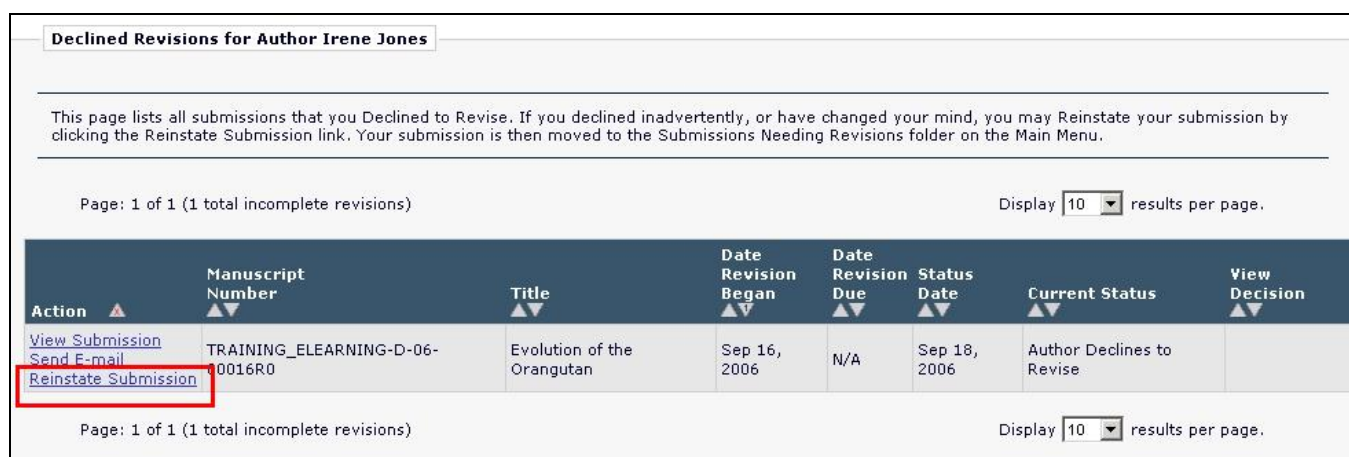 Declined Revisions for Author Irene Jones
This page lists all submissions that you Declined to Revise. If you declined inadvertently, or have changed your mind, you may Reinstate your submission by
clicking the Reinstate Submission link. Your submission is then moved to the Submissions Needing Revisions folder on the Main Menu.
Page: 1 of 1 (1 total incomplete revisions) Display 10 results per page.
Action Manuscript Number Title Date Revision Began Date Revision Due Status Date Current Status View Decision
View Submission
Send E-mail
Reinstate Submission
TRAINING_ELEARNING-D-06-
00016R0
Evolution of the
Orangutan
Sep 16,
2006
N/A
Sep 18,
2006
Author Declines to
Revise
Page: 1 of 1 (1 total incomplete revisions) Display 10 results per page.